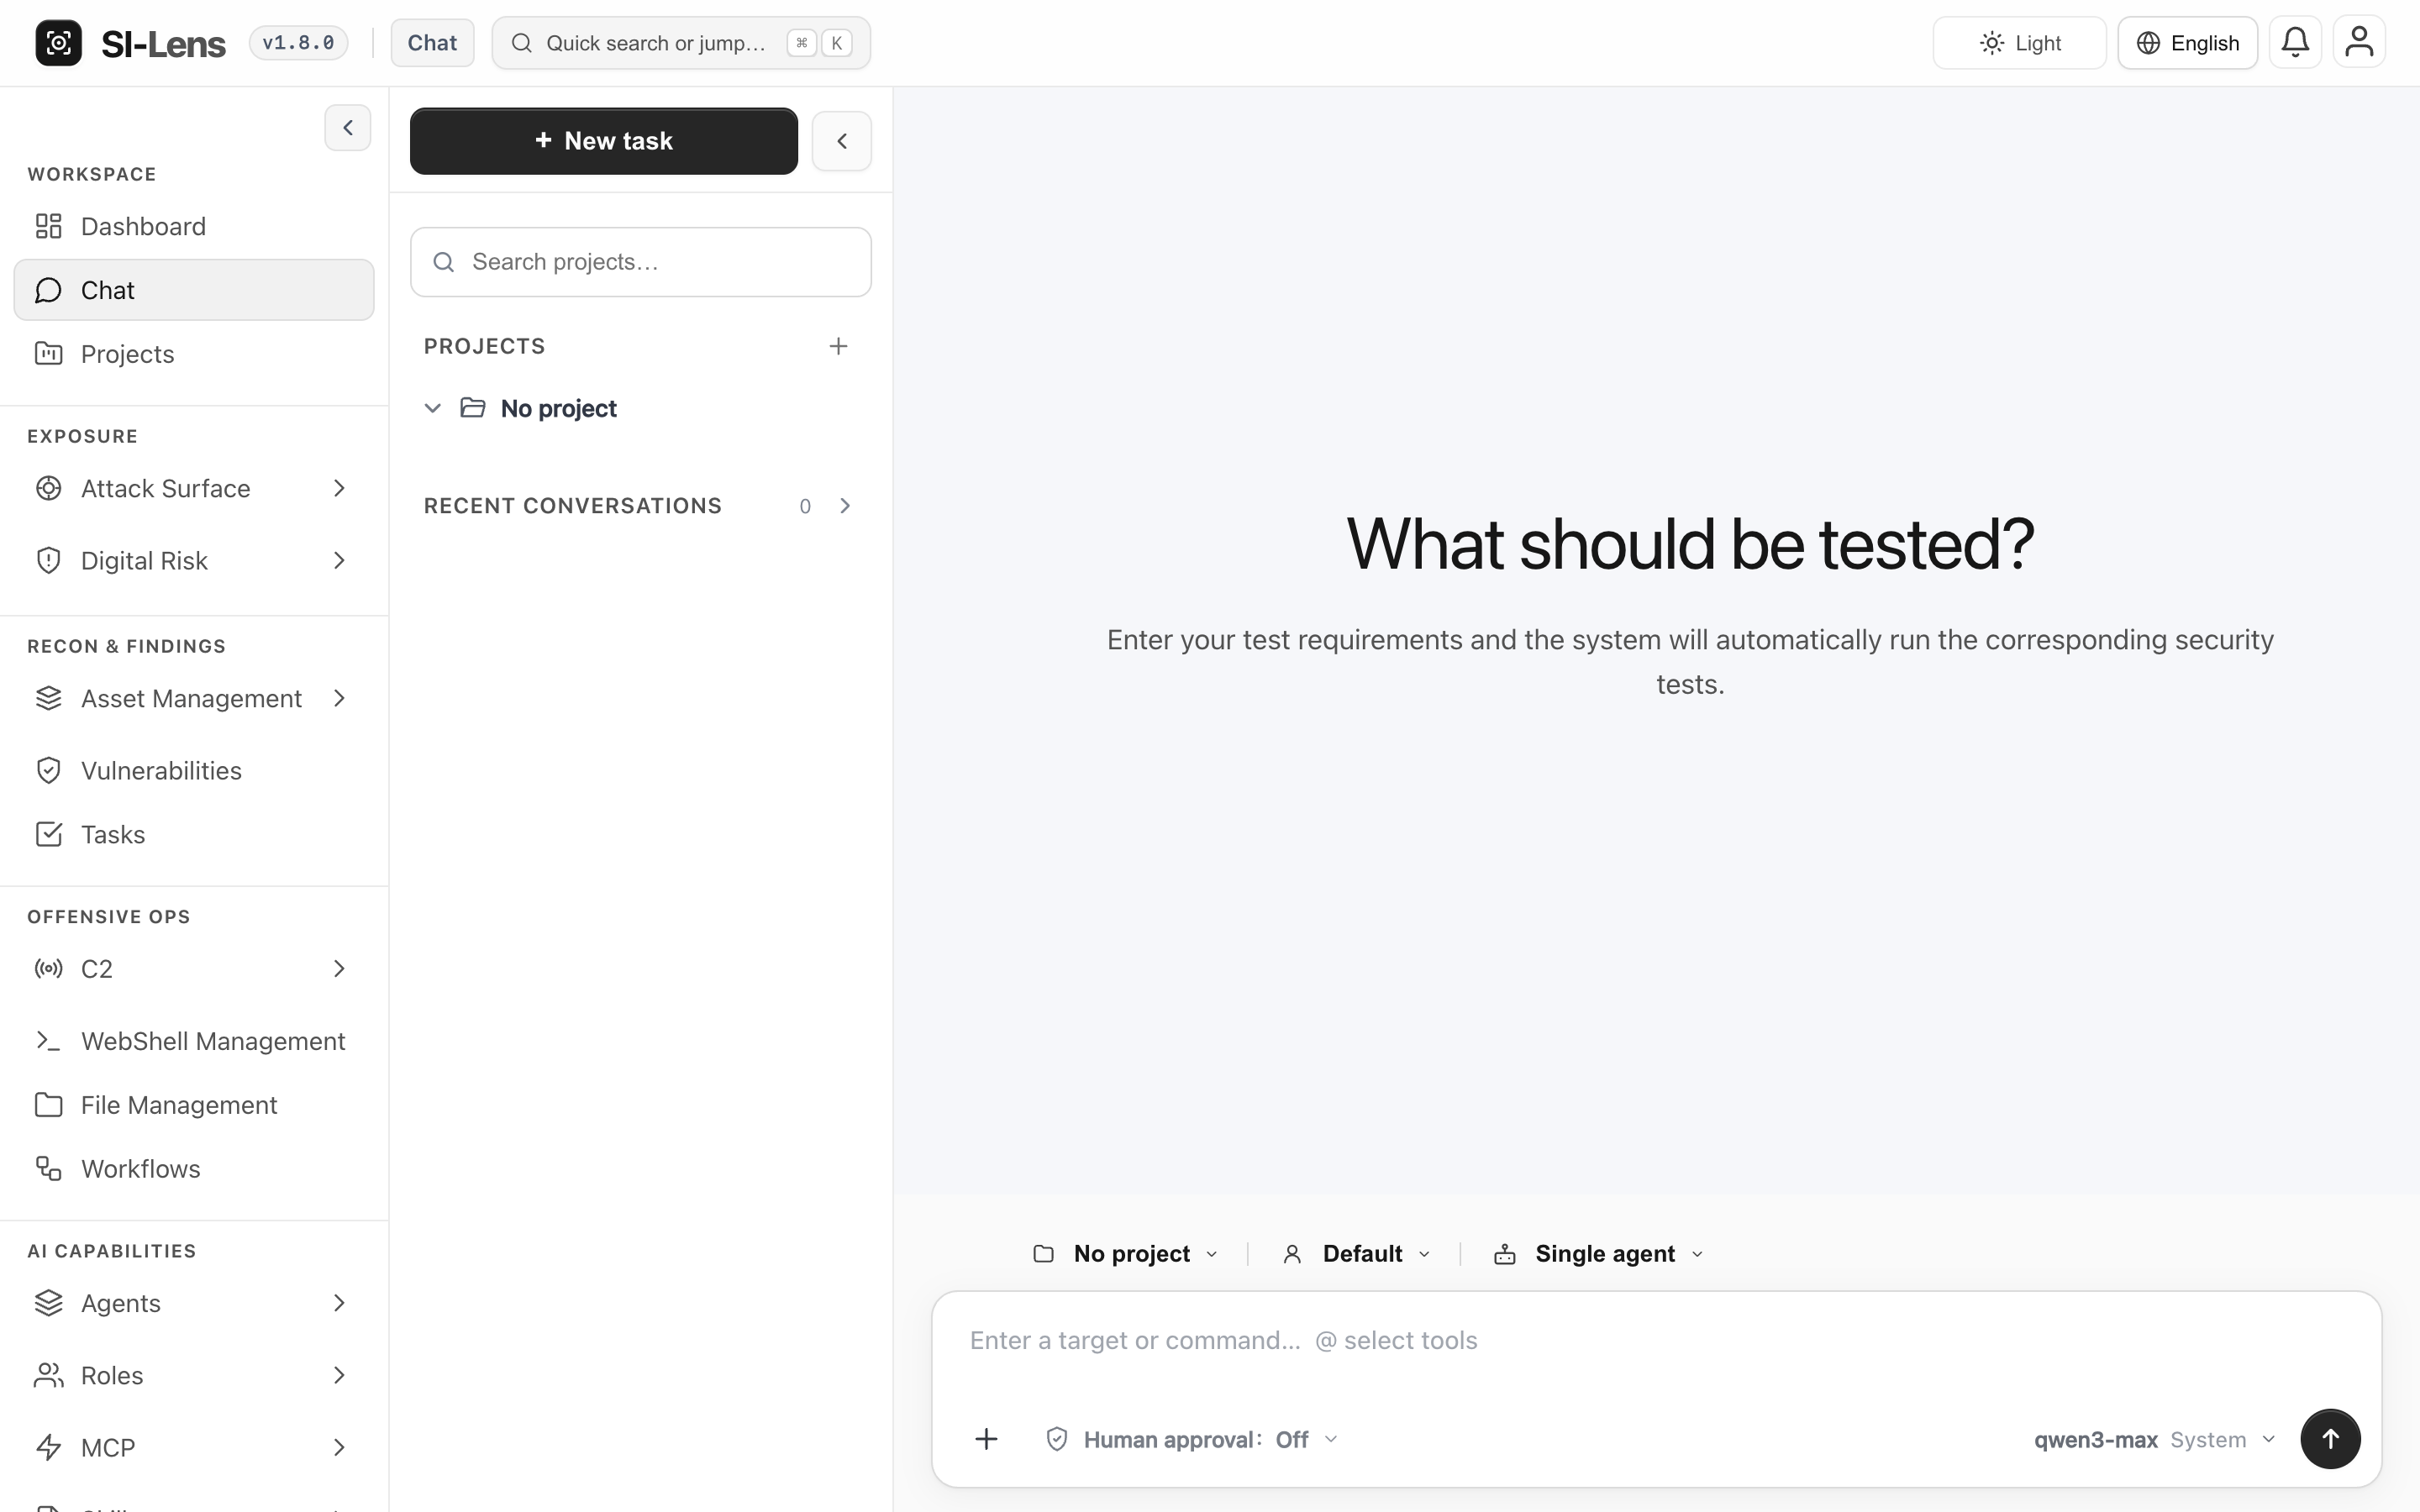 SI-Lens v1.8.0 Chat Quick search or jump... ⌘ K Light English
WORKSPACE
Dashboard
Chat
Projects
EXPOSURE
Attack Surface
Digital Risk
RECON & FINDINGS
Asset Management
Vulnerabilities
Tasks
OFFENSIVE OPS
C2
WebShell Management
File Management
Workflows
AI CAPABILITIES
Agents
Roles
MCP
+ New task
Search projects...
PROJECTS
No project
RECENT CONVERSATIONS 0
What should be tested?
Enter your test requirements and the system will automatically run the corresponding security
tests.
No project Default Single agent
Enter a target or command... @ select tools
Human approval: Off qwen3-max System